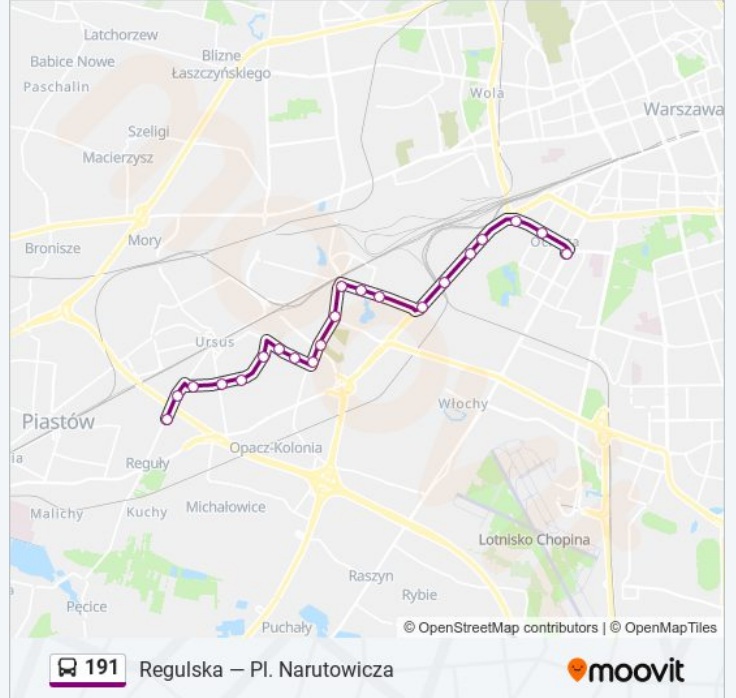 Latchorzew
Blizne
Łaszczyńskiego
Babice Nowe
Paschalin
Wola
Warszawa
Szeligi
Macierzysz
Mory
Bronisze
Ursus
Piastów
Włochy
Opacz-Kolonia
Reguły
Malichy
Kuchy
Michałowice
Lotnisko Chopina
Raszyn
Rybie
Pęcice
Puchały
© OpenStreetMap contributors | © OpenMapTiles
191
Regulska — Pl. Narutowicza
moovit